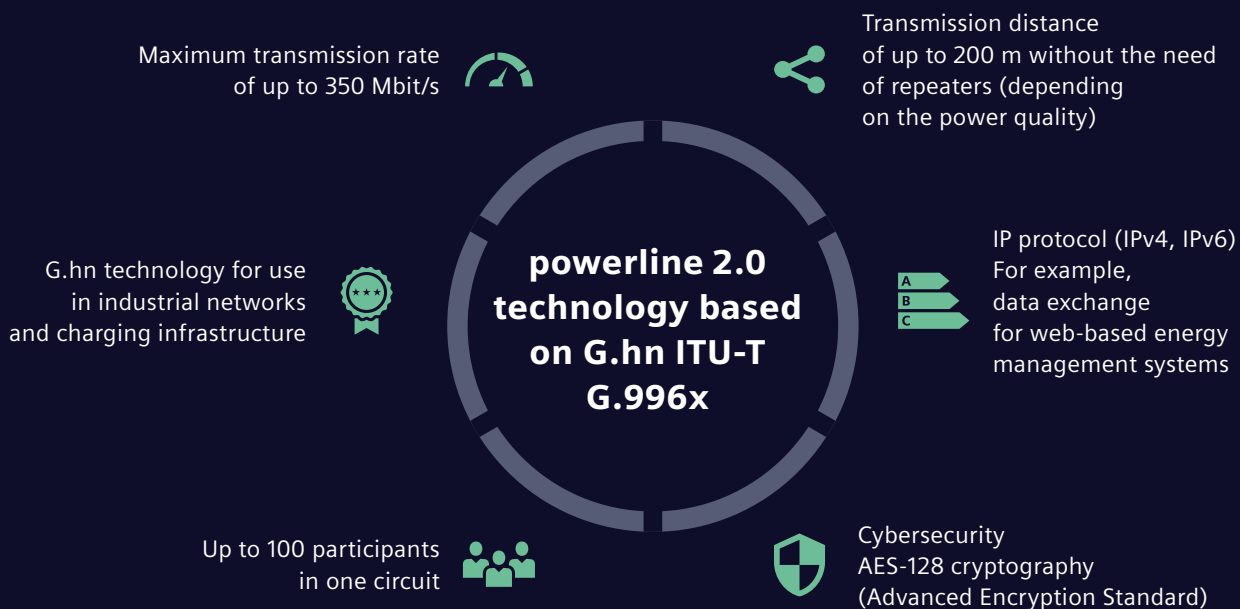 Maximum transmission rate
of up to 350 Mbit/s
Transmission distance
of up to 200 m without the need
of repeaters (depending
on the power quality)
G.hn technology for use
in industrial networks
and charging infrastructure
powerline 2.0
technology based
on G.hn ITU-T
G.996x
A
B
C
IP protocol (IPv4, IPv6)
For example,
data exchange
for web-based energy
management systems
Up to 100 participants
in one circuit
Cybersecurity
AES-128 cryptography
(Advanced Encryption Standard)